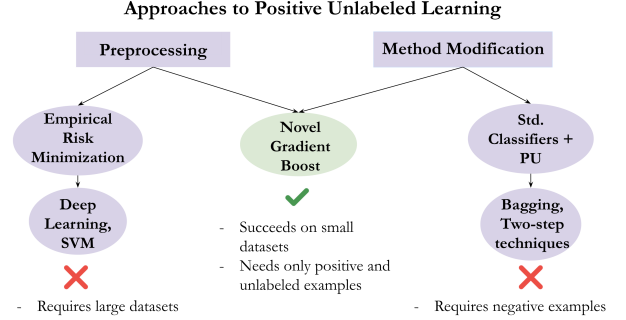 Approaches to Positive Unlabeled Learning
Preprocessing
Method Modification
Empirical
Risk
Minimization
Novel
Gradient
Boost
Std.
Classifiers +
PU
Deep
Learning,
SVM
Bagging,
Two-step
techniques
- Requires large datasets
- Succeeds on small
datasets
- Needs only positive and
unlabeled examples
- Requires negative examples